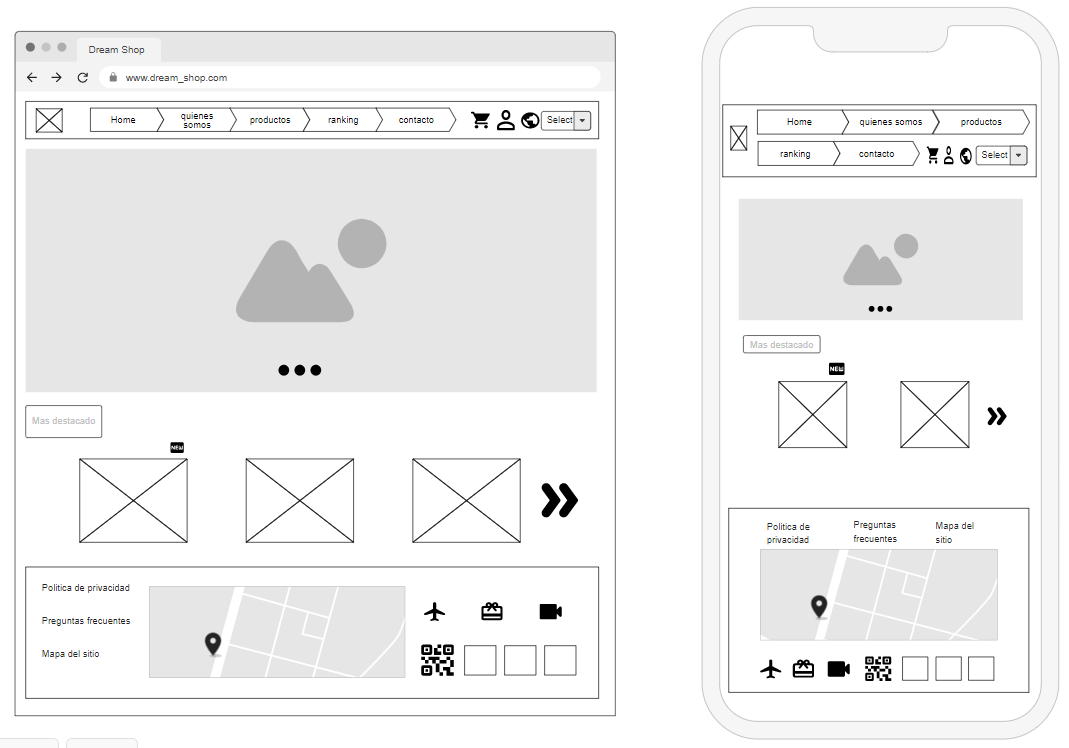 Dream Shop
www.dream_shop.com
Home
quienes
somos
productos
ranking
contacto
Select
Mas destacado
NEW
Politica de privacidad
Preguntas frecuentes
Mapa del sitio
Home
quienes somos
productos
ranking
contacto
Select
Mas destacado
NEW
Politica de
privacidad
Preguntas
frecuentes
Mapa del
sitio